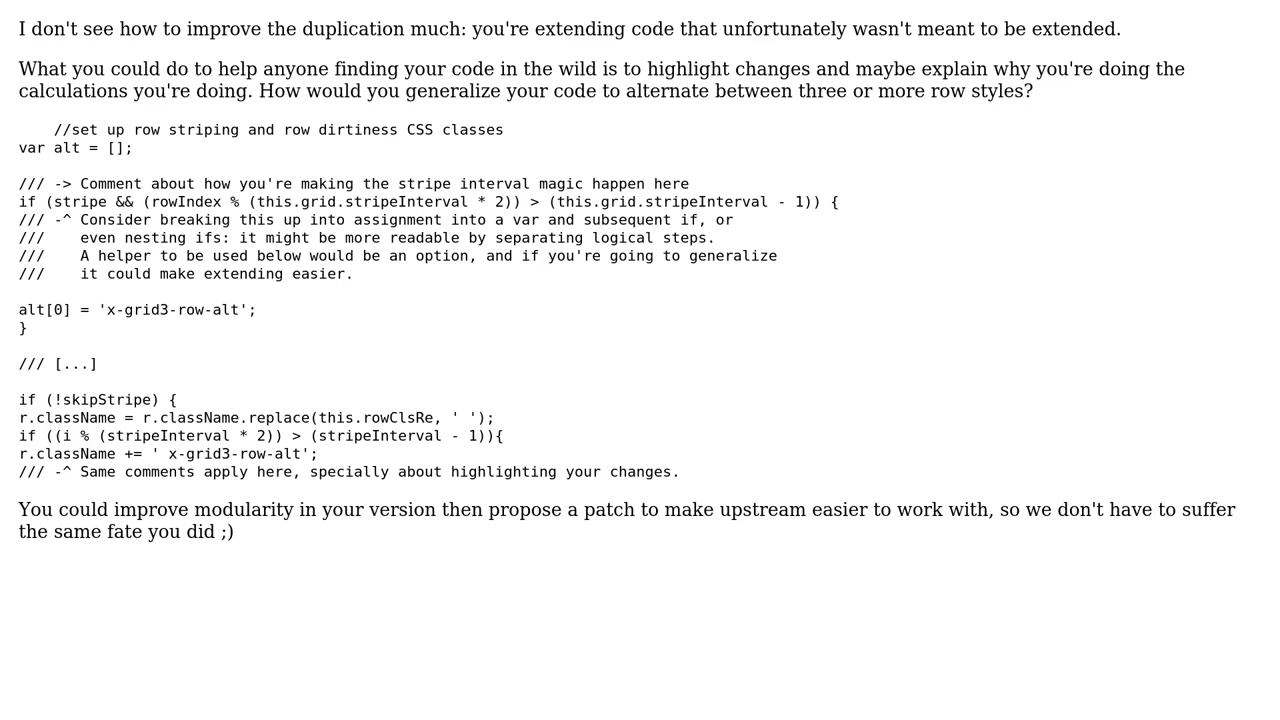 I don't see how to improve the duplication much: you're extending code that unfortunately wasn't meant to be extended.
What you could do to help anyone finding your code in the wild is to highlight changes and maybe explain why you're doing the
calculations you're doing. How would you generalize your code to alternate between three or more row styles?
//set up row striping and row dirtiness CSS classes
var alt = [];
/// -> Comment about how you're making the stripe interval magic happen here
if (stripe && (rowIndex % (this.grid.stripeInterval * 2)) > (this.grid.stripeInterval - 1)) {
/// -^ Consider breaking this up into assignment into a var and subsequent if, or
///    even nesting ifs: it might be more readable by separating logical steps.
///    A helper to be used below would be an option, and if you're going to generalize
///    it could make extending easier.
alt[0] = 'x-grid3-row-alt';
}
/// [...]
if (!skipStripe) {
r.className = r.className.replace(this.rowClsRe, ' ');
if ((i % (stripeInterval * 2)) > (stripeInterval - 1)){
r.className += ' x-grid3-row-alt';
/// -^ Same comments apply here, specially about highlighting your changes.
You could improve modularity in your version then propose a patch to make upstream easier to work with, so we don't have to suffer
the same fate you did ;)